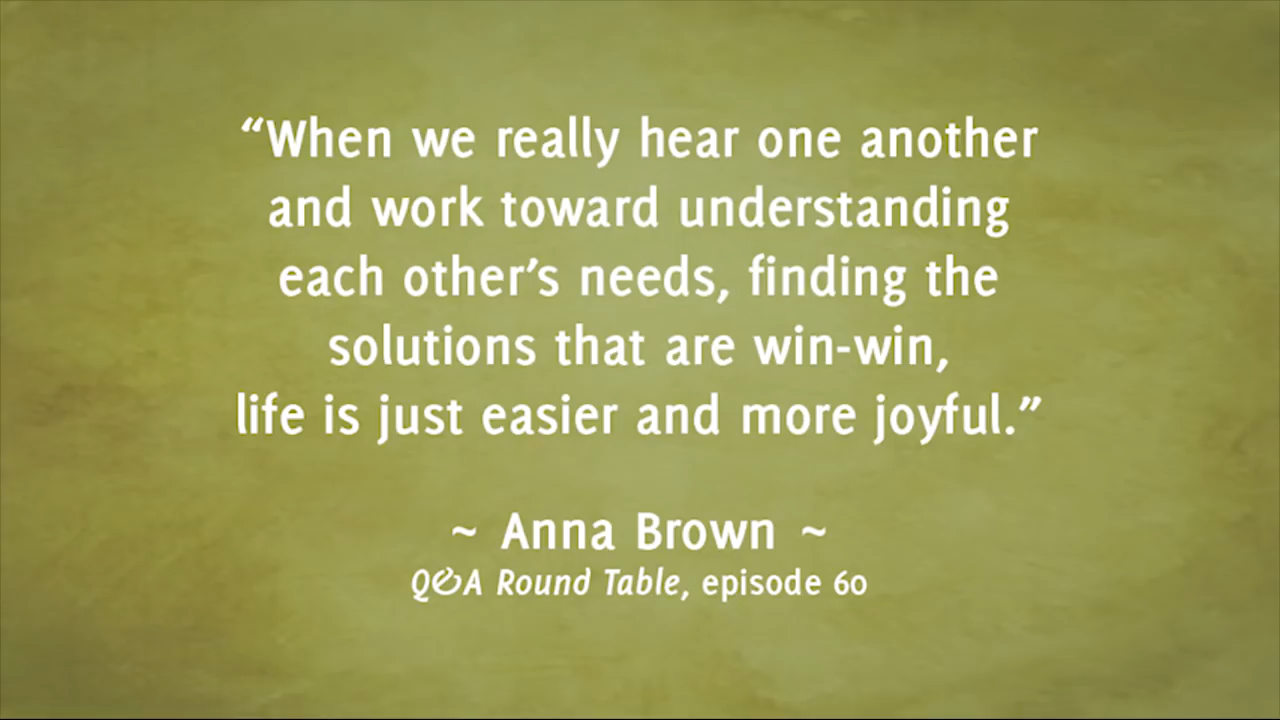 “When we really hear one another
and work toward understanding
each other’s needs, finding the
solutions that are win-win,
life is just easier and more joyful.”
~ Anna Brown ~
Q&A Round Table, episode 60